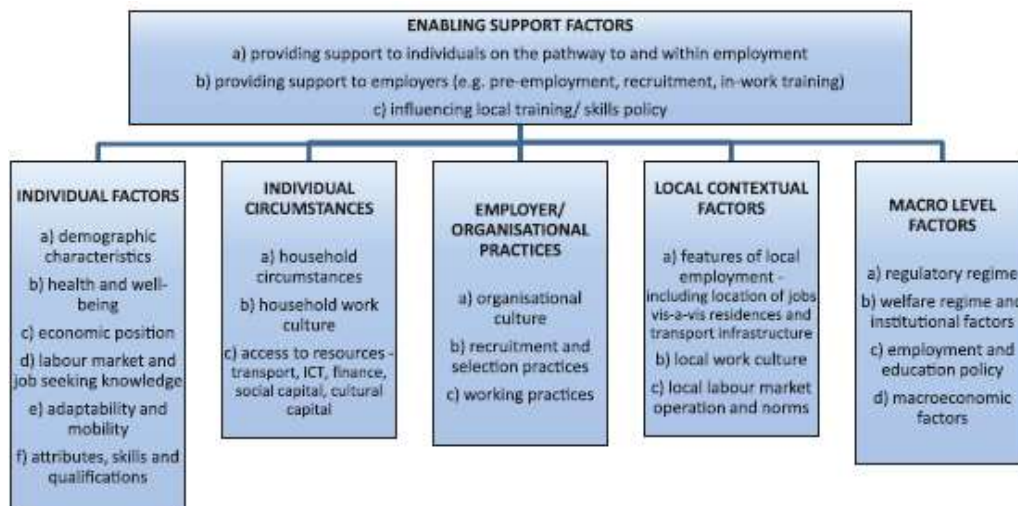 ENABLING SUPPORT FACTORS
a) providing support to individuals on the pathway to and within employment
b) providing support to employers (e.g. pre-employment, recruitment, in-work training)
c) influencing local training/ skills policy
INDIVIDUAL FACTORS
a) demographic
characteristics
b) health and well-
being
c) economic position
d) labour market and
job seeking knowledge
e) adaptability and
mobility
f) attributes, skills and
qualifications
INDIVIDUAL
CIRCUMSTANCES
a) household
circumstances
b) household work
culture
c) access to resources -
transport, ICT, finance,
social capital, cultural
capital
EMPLOYER/
ORGANISATIONAL
PRACTICES
a) organisational
culture
b) recruitment and
selection practices
c) working practices
LOCAL CONTEXTUAL
FACTORS
a) features of local
employment -
including location of jobs
vis-a-vis residences and
transport infrastructure
b) local work culture
c) local labour market
operation and norms
MACRO LEVEL
FACTORS
a) regulatory regime
b) welfare regime and
institutional factors
c) employment and
education policy
d) macroeconomic
factors